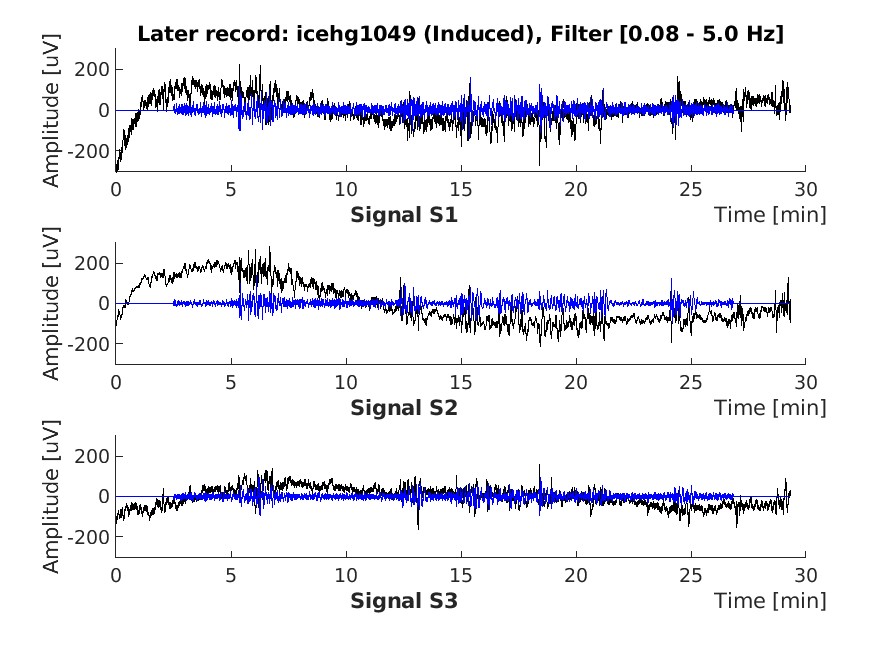 Later record: icehg1049 (Induced), Filter [0.08 - 5.0 Hz]
Amplitude [uV]
200
0
-200
0 5 10 15 20 25 30
Signal S1 Time [min]
Amplitude [uV]
200
0
-200
0 5 10 15 20 25 30
Signal S2 Time [min]
Amplitude [uV]
200
0
-200
0 5 10 15 20 25 30
Signal S3 Time [min]